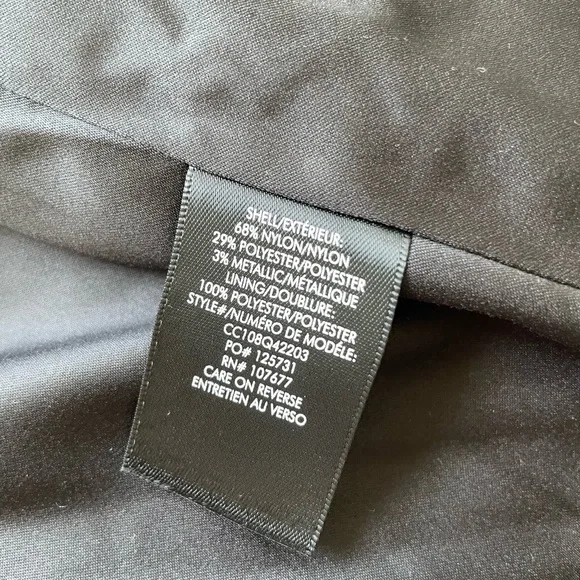 SHELL/EXTÉRIEUR:
68% NYLON/NYLON
29% POLYESTER/POLYESTER
3% METALLIC/MÉTALLIQUE
LINING/DOUBLURE:
100% POLYESTER/POLYESTER
STYLE#/NUMÉRO DE MODÈLE:
CC108Q42203
PO# 125731
RN# 107677
CARE ON REVERSE
ENTRETIEN AU VERSO